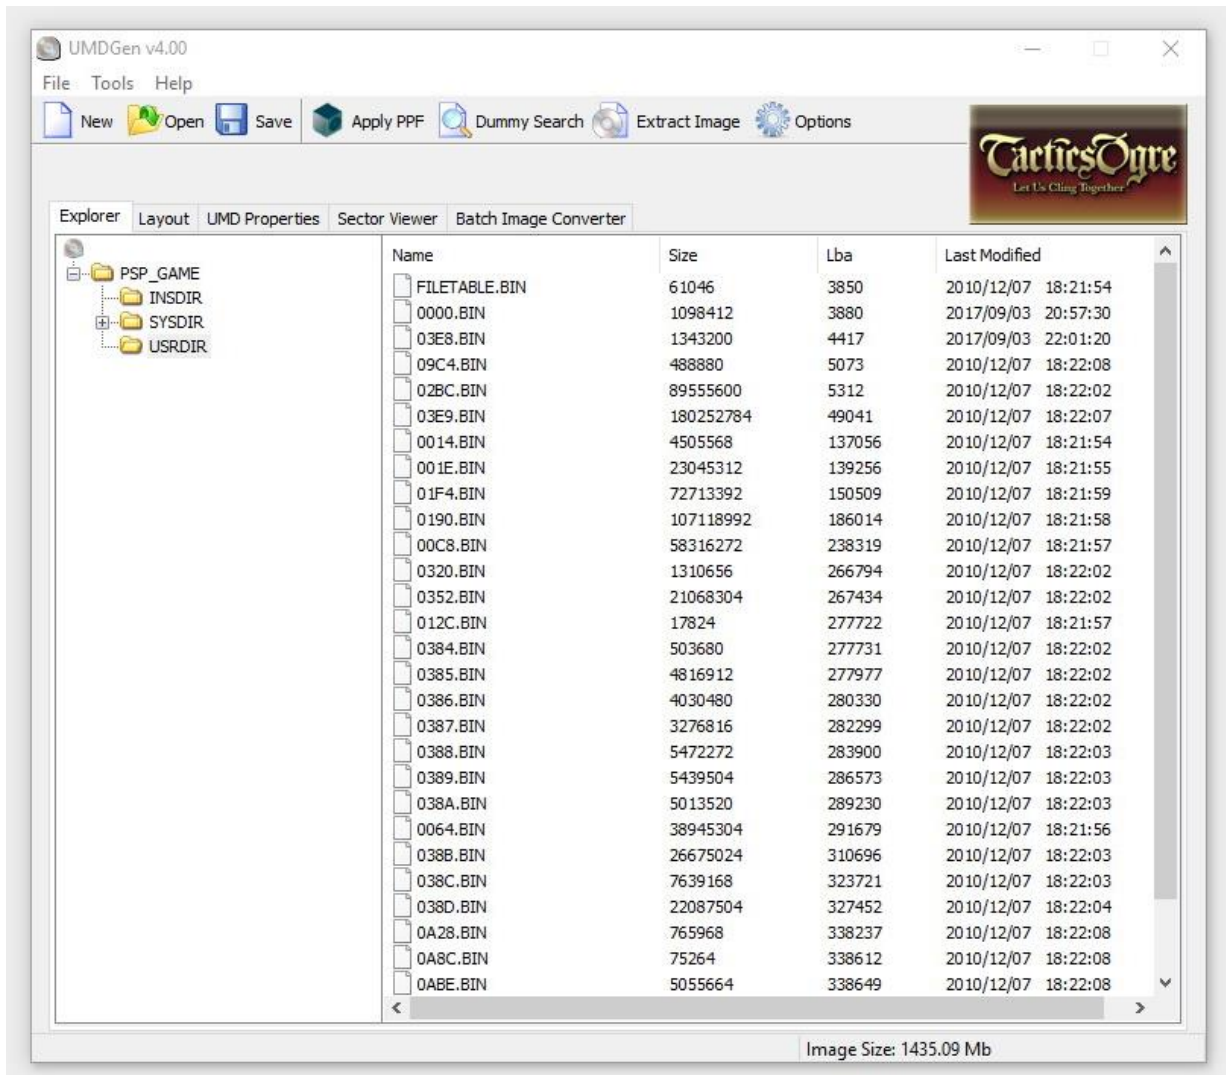 UMDGen v4.00
File Tools Help
New Open Save Apply PPF Dummy Search Extract Image Options
TacticsOgre
Let Us Cling Together
Explorer Layout UMD Properties Sector Viewer Batch Image Converter
PSP_GAME
INSDIR
SYSDIR
USRDIR
Name Size Lba Last Modified
FILETABLE.BIN 61046 3850 2010/12/07 18:21:54
0000.BIN 1098412 3880 2017/09/03 20:57:30
03E8.BIN 1343200 4417 2017/09/03 22:01:20
09C4.BIN 488880 5073 2010/12/07 18:22:08
02BC.BIN 89555600 5312 2010/12/07 18:22:02
03E9.BIN 180252784 49041 2010/12/07 18:22:07
0014.BIN 4505568 137056 2010/12/07 18:21:54
001E.BIN 23045312 139256 2010/12/07 18:21:55
01F4.BIN 72713392 150509 2010/12/07 18:21:59
0190.BIN 107118992 186014 2010/12/07 18:21:58
00C8.BIN 58316272 238319 2010/12/07 18:21:57
0320.BIN 1310656 266794 2010/12/07 18:22:02
0352.BIN 21068304 267434 2010/12/07 18:22:02
012C.BIN 17824 277722 2010/12/07 18:21:57
0384.BIN 503680 277731 2010/12/07 18:22:02
0385.BIN 4816912 277977 2010/12/07 18:22:02
0386.BIN 4030480 280330 2010/12/07 18:22:02
0387.BIN 3276816 282299 2010/12/07 18:22:02
0388.BIN 5472272 283900 2010/12/07 18:22:03
0389.BIN 5439504 286573 2010/12/07 18:22:03
038A.BIN 5013520 289230 2010/12/07 18:22:03
0064.BIN 38945304 291679 2010/12/07 18:21:56
038B.BIN 26675024 310696 2010/12/07 18:22:03
038C.BIN 7639168 323721 2010/12/07 18:22:03
038D.BIN 22087504 327452 2010/12/07 18:22:04
0A28.BIN 765968 338237 2010/12/07 18:22:08
0A8C.BIN 75264 338612 2010/12/07 18:22:08
0ABE.BIN 5055664 338649 2010/12/07 18:22:08
Image Size: 1435.09 Mb